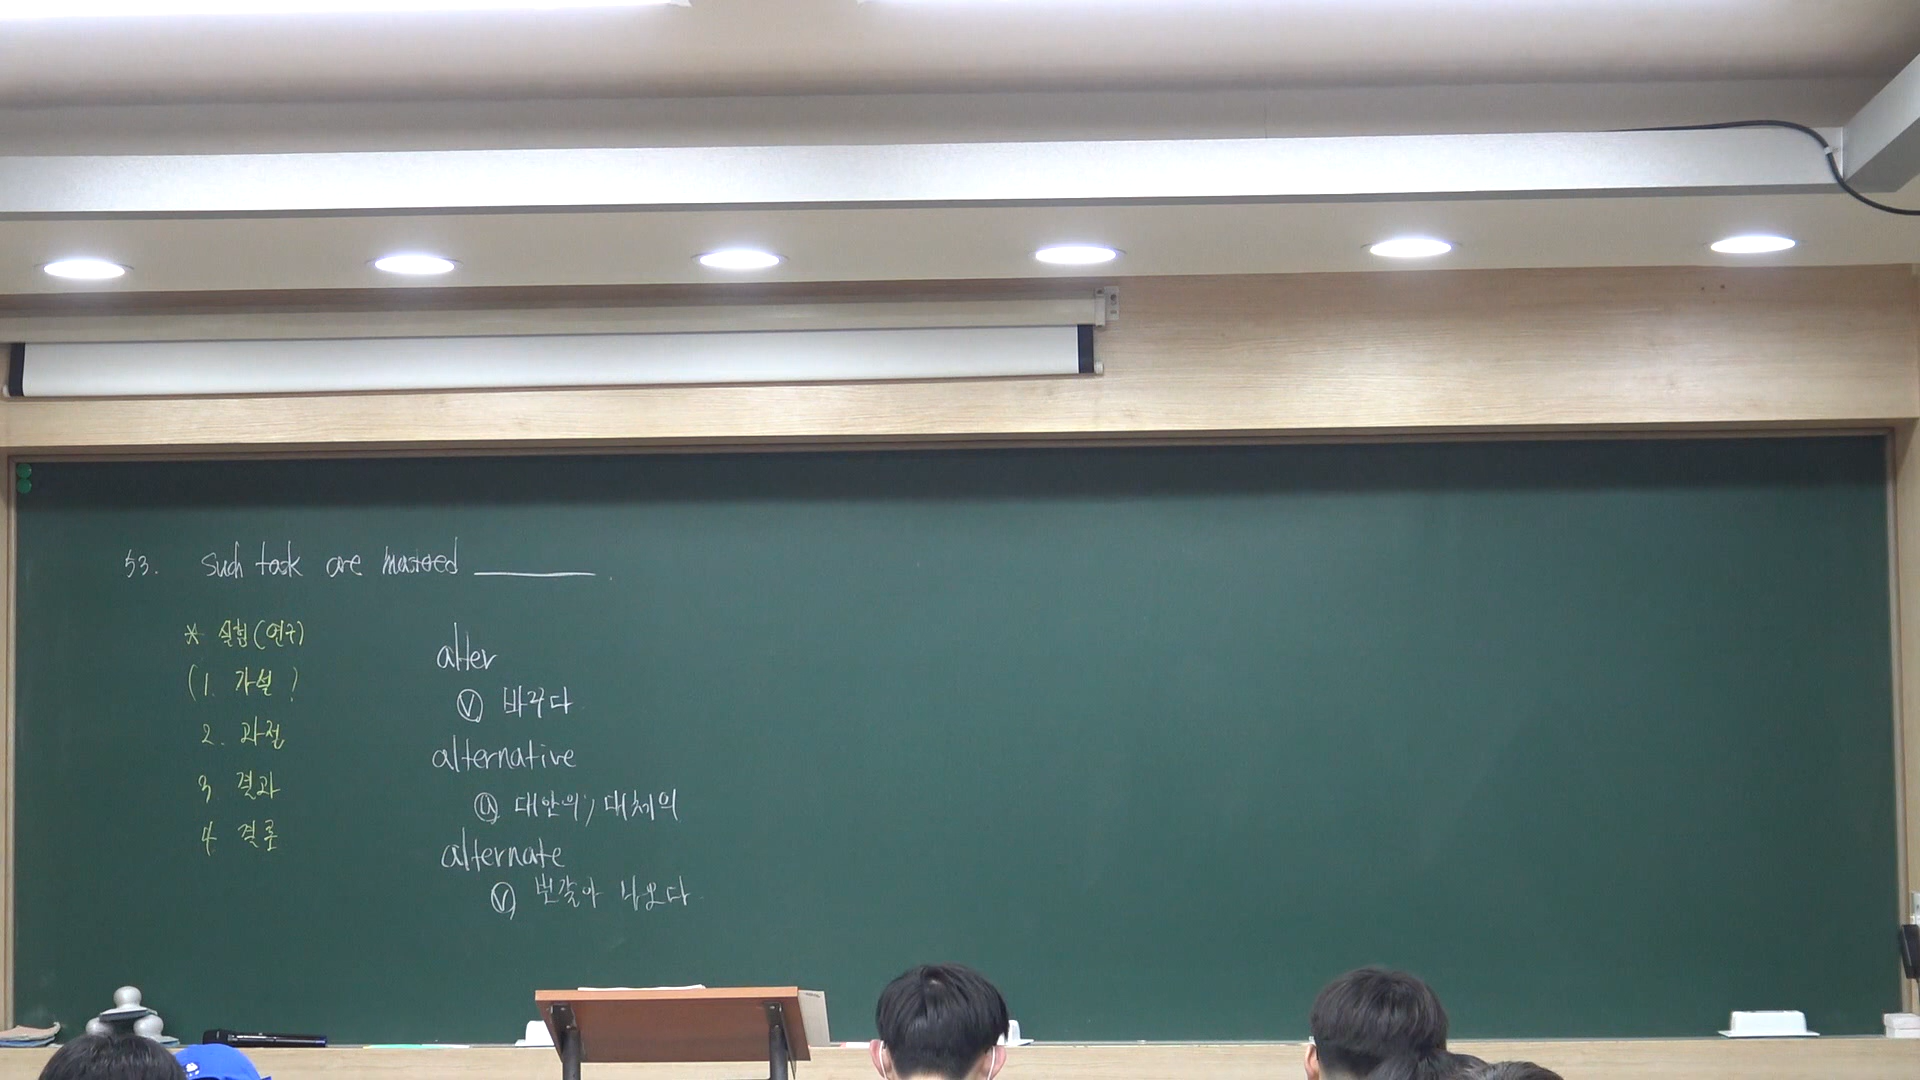 53. Such task are mastered ______.
* 실험(연구)
(1. 가설)
2. 과정
3. 결과
4. 결론
alter
ⓥ 바꾸다
alternative
ⓐ 대안의, 대체의
alternate
ⓥ 번갈아 나오다